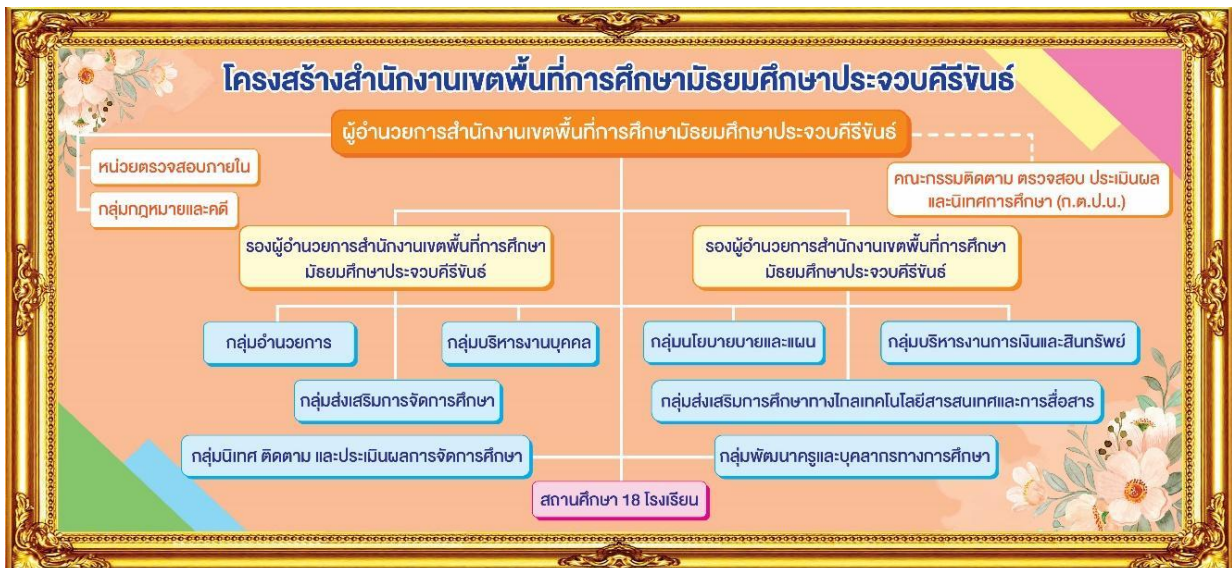 โครงสร้างสำนักงานเขตพื้นที่การศึกษามัธยมศึกษาประจวบคีรีขันธ์
ผู้อำนวยการสำนักงานเขตพื้นที่การศึกษามัธยมศึกษาประจวบคีรีขันธ์
หน่วยตรวจสอบภายใน
กลุ่มกฎหมายและคดี
คณะกรรมติดตาม ตรวจสอบ ประเมินผล
และนิเทศการศึกษา (ก.ต.ป.น.)
รองผู้อำนวยการสำนักงานเขตพื้นที่การศึกษา
มัธยมศึกษาประจวบคีรีขันธ์
รองผู้อำนวยการสำนักงานเขตพื้นที่การศึกษา
มัธยมศึกษาประจวบคีรีขันธ์
กลุ่มอำนวยการ
กลุ่มบริหารงานบุคคล
กลุ่มนโยบายบายและแผน
กลุ่มบริหารงานการเงินและสินทรัพย์
กลุ่มส่งเสริมการจัดการศึกษา
กลุ่มส่งเสริมการศึกษาทางไกลเทคโนโลยีสารสนเทศและการสื่อสาร
กลุ่มนิเทศ ติดตาม และประเมินผลการจัดการศึกษา
กลุ่มพัฒนาครูและบุคลากรทางการศึกษา
สถานศึกษา 18 โรงเรียน